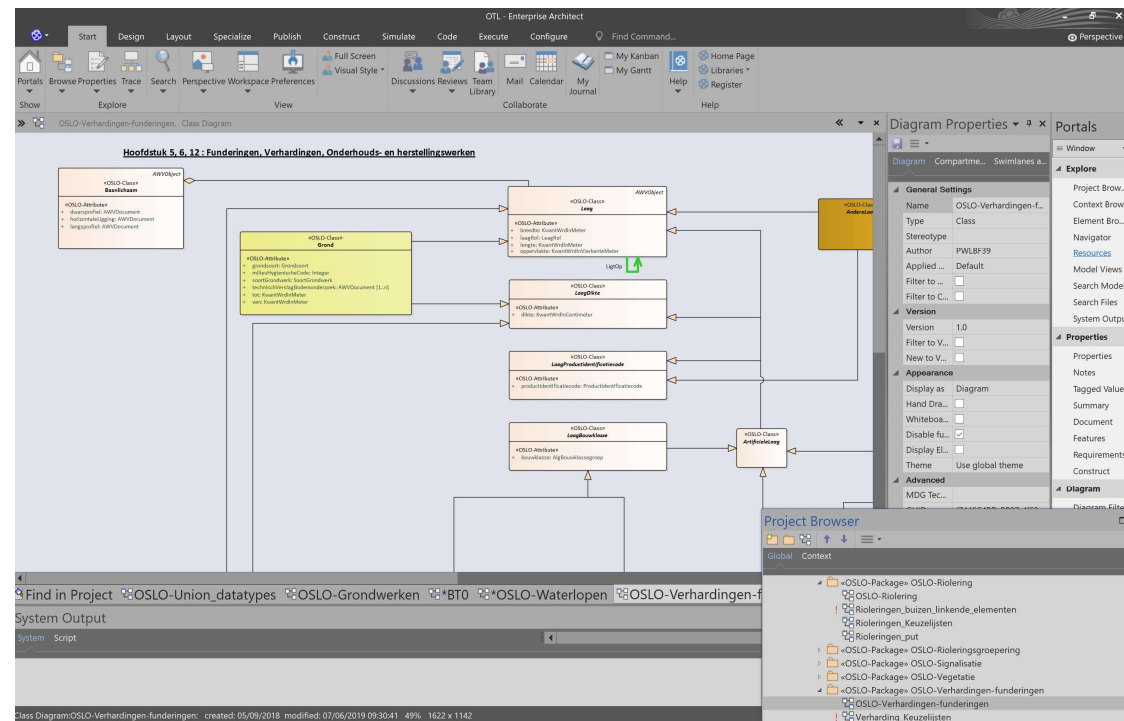 OTL - Enterprise Architect
Start Design Layout Specialize Publish Construct Simulate Code Execute Configure Find Command... Perspective
Portals Browse Properties Trace Search Perspective Workspace Preferences
Full Screen
Visual Style
Discussions Reviews Team Library Mail Calendar My Journal
My Kanban
My Gantt
Help
Home Page
Libraries
Register
Show Explore View Collaborate Help
OSLO-Verhardingen-funderingen. Class Diagram
Hoofdstuk 5, 6, 12 : Funderingen, Verhardingen, Onderhouds- en herstellingswerken
AWVObject
«OSLO-Class»
Baanlichaam
«OSLO-Attribute»
+ dwarsprofiel: AWVDocument
+ horizontaleLigging: AWVDocument
+ langsprofiel: AWVDocument
«OSLO-Class»
Grond
«OSLO-Attribute»
+ grondsoort: Grondsoort
+ milieuHygienischeCode: Integer
+ soortGrondwerk: SoortGrondwerk
+ technischVerslagBodemonderzoek: AWVDocument [1..n]
+ tot: KwantWrdInMeter
+ van: KwantWrdInMeter
AWVObject
«OSLO-Class»
Laag
«OSLO-Attribute»
+ breedte: KwantWrdInMeter
+ laagRol: LaagRol
+ lengte: KwantWrdInMeter
+ oppervlakte: KwantWrdInVierkanteMeter
LigtOp
«OSLO-Class»
LaagDikte
«OSLO-Attribute»
+ dikte: KwantWrdInCentimeter
«OSLO-Class»
LaagProductidentificatiecode
«OSLO-Attribute»
+ productidentificatiecode: ProductIdentificatiecode
«OSLO-Class»
LaagBouwklasse
«OSLO-Attribute»
+ bouwklasse: AlgBouwklassegroep
«OSLO-Class»
ArtificieleLaag
«OSLO-Clas
AndereLaa
Diagram Properties
Diagram Compartme... Swimlanes a...
General Settings
Name OSLO-Verhardingen-f...
Type Class
Stereotype
Author PWLBF39
Applied ... Default
Filter to ...
Filter to C...
Version
Version 1.0
Filter to V...
New to V...
Appearance
Display as Diagram
Hand Dra...
Whiteboa...
Disable fu...
Display El...
Theme Use global theme
Advanced
MDG Tec...
Portals
Window
Explore
Project Brow..
Context Brow
Element Bro..
Navigator
Resources
Model Views
Search Model
Search Files
System Outpu
Properties
Properties
Notes
Tagged Value
Summary
Document
Features
Requirements
Construct
Diagram
Diagram Filte
Project Browser
Global Context
«OSLO-Package» OSLO-Riolering
OSLO-Riolering
! Rioleringen_buizen_linkende_elementen
Rioleringen_Keuzelijsten
Rioleringen_put
«OSLO-Package» OSLO-Rioleringsgroepering
«OSLO-Package» OSLO-Signalisatie
«OSLO-Package» OSLO-Vegetatie
«OSLO-Package» OSLO-Verhardingen-funderingen
OSLO-Verhardingen-funderingen
! Verharding_Keuzelijsten
Find in Project OSLO-Union_datatypes OSLO-Grondwerken *BT0 *OSLO-Waterlopen OSLO-Verhardingen-f
System Output
System Script
Class Diagram:OSLO-Verhardingen-funderingen: created: 05/09/2018 modified: 07/06/2019 09:30:41 49% 1622 x 1142